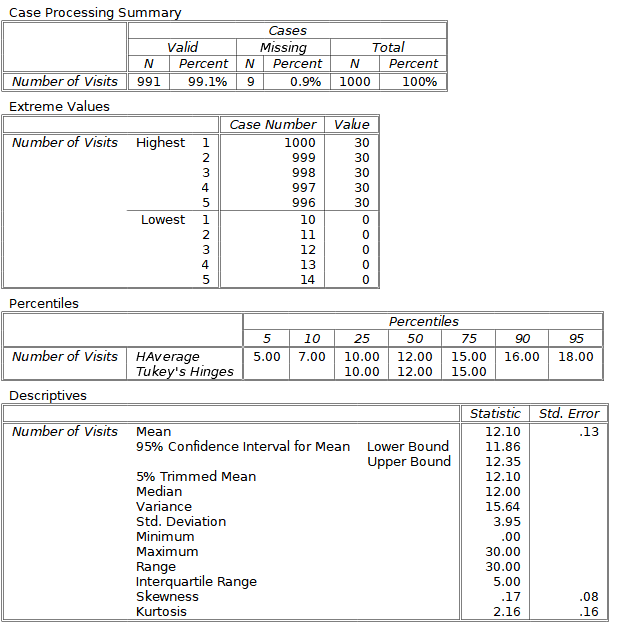 Case Processing Summary
Cases
Valid Missing Total
N Percent N Percent N Percent
Number of Visits 991 99.1% 9 0.9% 1000 100%
Extreme Values
Case Number Value
Number of Visits Highest 1 1000 30
2 999 30
3 998 30
4 997 30
5 996 30
Lowest 1 10 0
2 11 0
3 12 0
4 13 0
5 14 0
Percentiles
Percentiles
5 10 25 50 75 90 95
Number of Visits HAverage 5.00 7.00 10.00 12.00 15.00 16.00 18.00
Tukey's Hinges 10.00 12.00 15.00
Descriptives
Statistic Std. Error
Number of Visits Mean 12.10 .13
95% Confidence Interval for Mean Lower Bound 11.86
Upper Bound 12.35
5% Trimmed Mean 12.10
Median 12.00
Variance 15.64
Std. Deviation 3.95
Minimum .00
Maximum 30.00
Range 30.00
Interquartile Range 5.00
Skewness .17 .08
Kurtosis 2.16 .16